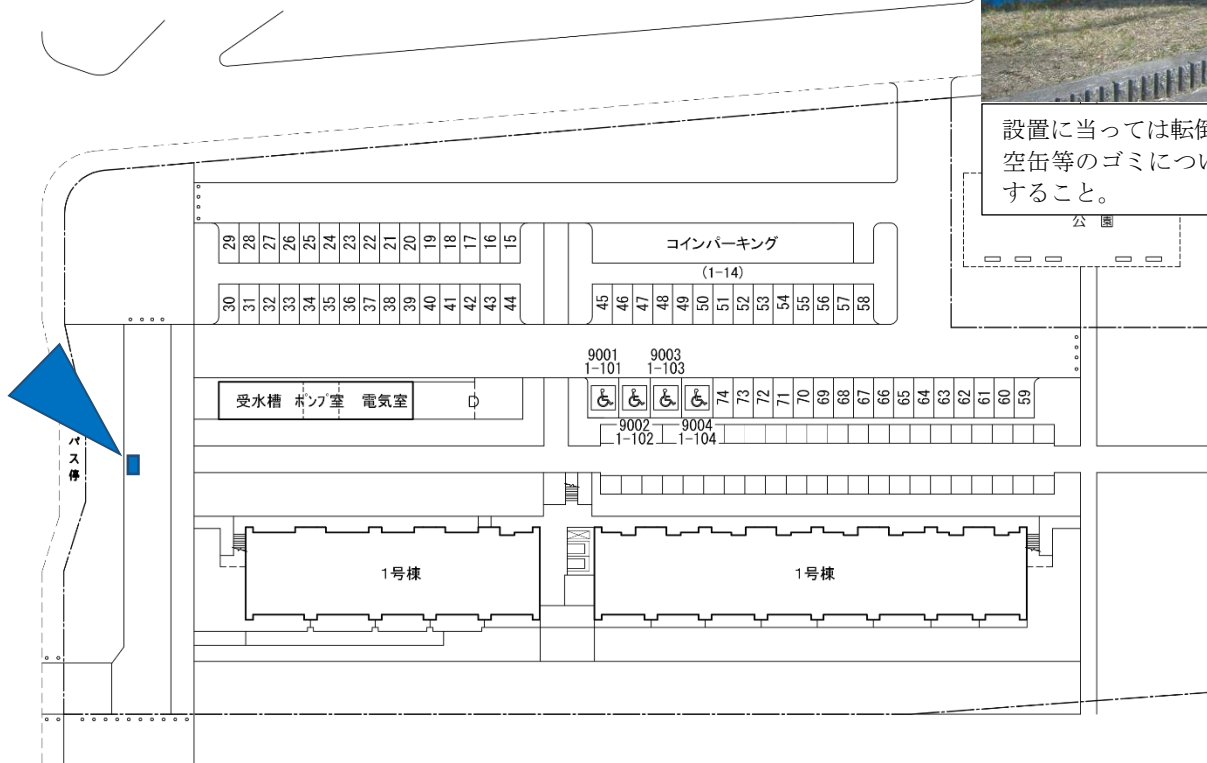 設置に当っては転倒
空缶等のゴミについ
すること。
公 園
29 28 27 26 25 24 23 22 21 20 19 18 17 16 15
コインパーキング
(1-14)
30 31 32 33 34 35 36 37 38 39 40 41 42 43 44
45 46 47 48 49 50 51 52 53 54 55 56 57 58
9001 9003
1-101 1-103
受水槽 ポンプ室 電気室
74 73 72 71 70 69 68 67 66 65 64 63 62 61 60 59
9002 9004
1-102 1-104
バス停
1号棟
1号棟